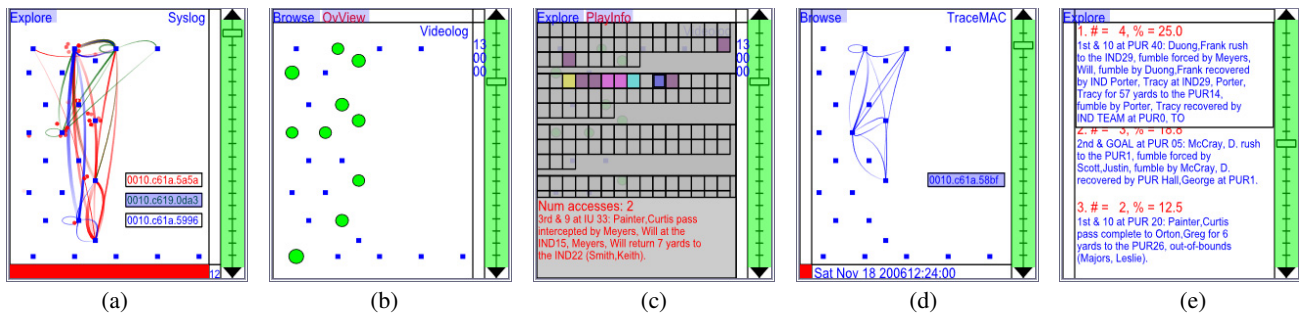 Explore
Syslog
0010.c61a.5a5a
0010.c619.0da3
0010.c61a.5996
12
(a)
Browse OvView
Videolog
13
00
00
(b)
Explore PlayInfo
13
00
00
Num accesses: 2
3rd & 9 at IU 33: Painter,Curtis pass
intercepted by Meyers, Will at the
IND15, Meyers, Will return 7 yards to
the IND22 (Smith,Keith).
(c)
Browse
TraceMAC
0010.c61a.58bf
Sat Nov 18 200612:24:00
(d)
Explore
1. # = 4, % = 25.0
1st & 10 at PUR 40: Duong,Frank rush
to the IND29, fumble forced by Meyers,
Will, fumble by Duong,Frank recovered
by IND Porter, Tracy at IND29, Porter,
Tracy for 57 yards to the PUR14,
fumble by Porter, Tracy recovered by
IND TEAM at PUR0, TO
2. # = 3, % = 18.8
2nd & GOAL at PUR 05: McCray, D. rush
to the PUR1, fumble forced by
Scott,Justin, fumble by McCray, D.
recovered by PUR Hall,George at PUR1.
3. # = 2, % = 12.5
1st & 10 at PUR 20: Painter,Curtis
pass complete to Orton,Greg for 6
yards to the PUR26, out-of-bounds
(Majors, Leslie).
(e)